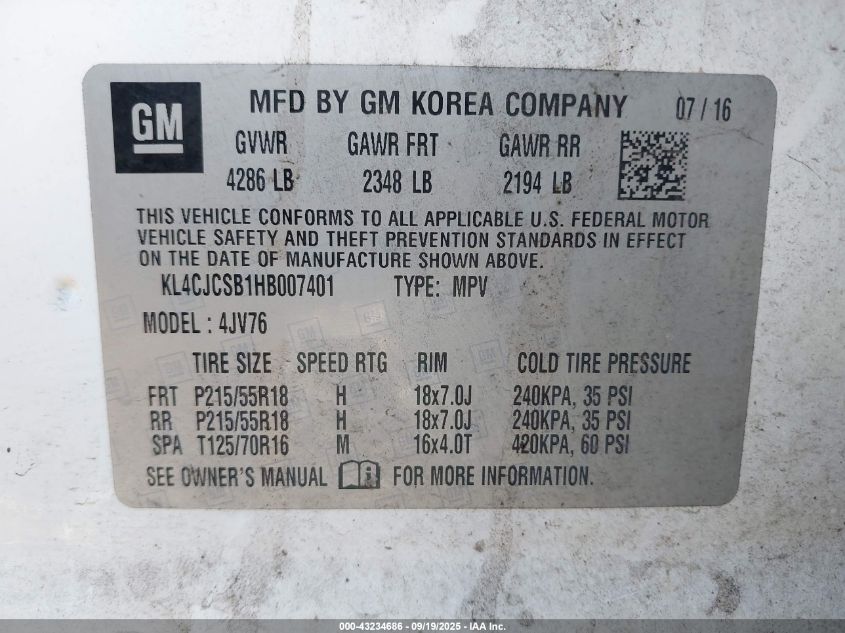 GM
MFD BY GM KOREA COMPANY 07 / 16
GVWR GAWR FRT GAWR RR
4286 LB 2348 LB 2194 LB
THIS VEHICLE CONFORMS TO ALL APPLICABLE U.S. FEDERAL MOTOR
VEHICLE SAFETY AND THEFT PREVENTION STANDARDS IN EFFECT
ON THE DATE OF MANUFACTURE SHOWN ABOVE.
KL4CJCSB1HB007401 TYPE: MPV
MODEL : 4JV76
TIRE SIZE SPEED RTG RIM COLD TIRE PRESSURE
FRT P215/55R18 H 18x7.0J 240KPA, 35 PSI
RR P215/55R18 H 18x7.0J 240KPA, 35 PSI
SPA T125/70R16 M 16x4.0T 420KPA, 60 PSI
SEE OWNER'S MANUAL i FOR MORE INFORMATION.
000-43234686 - 09/19/2025 - IAA Inc.